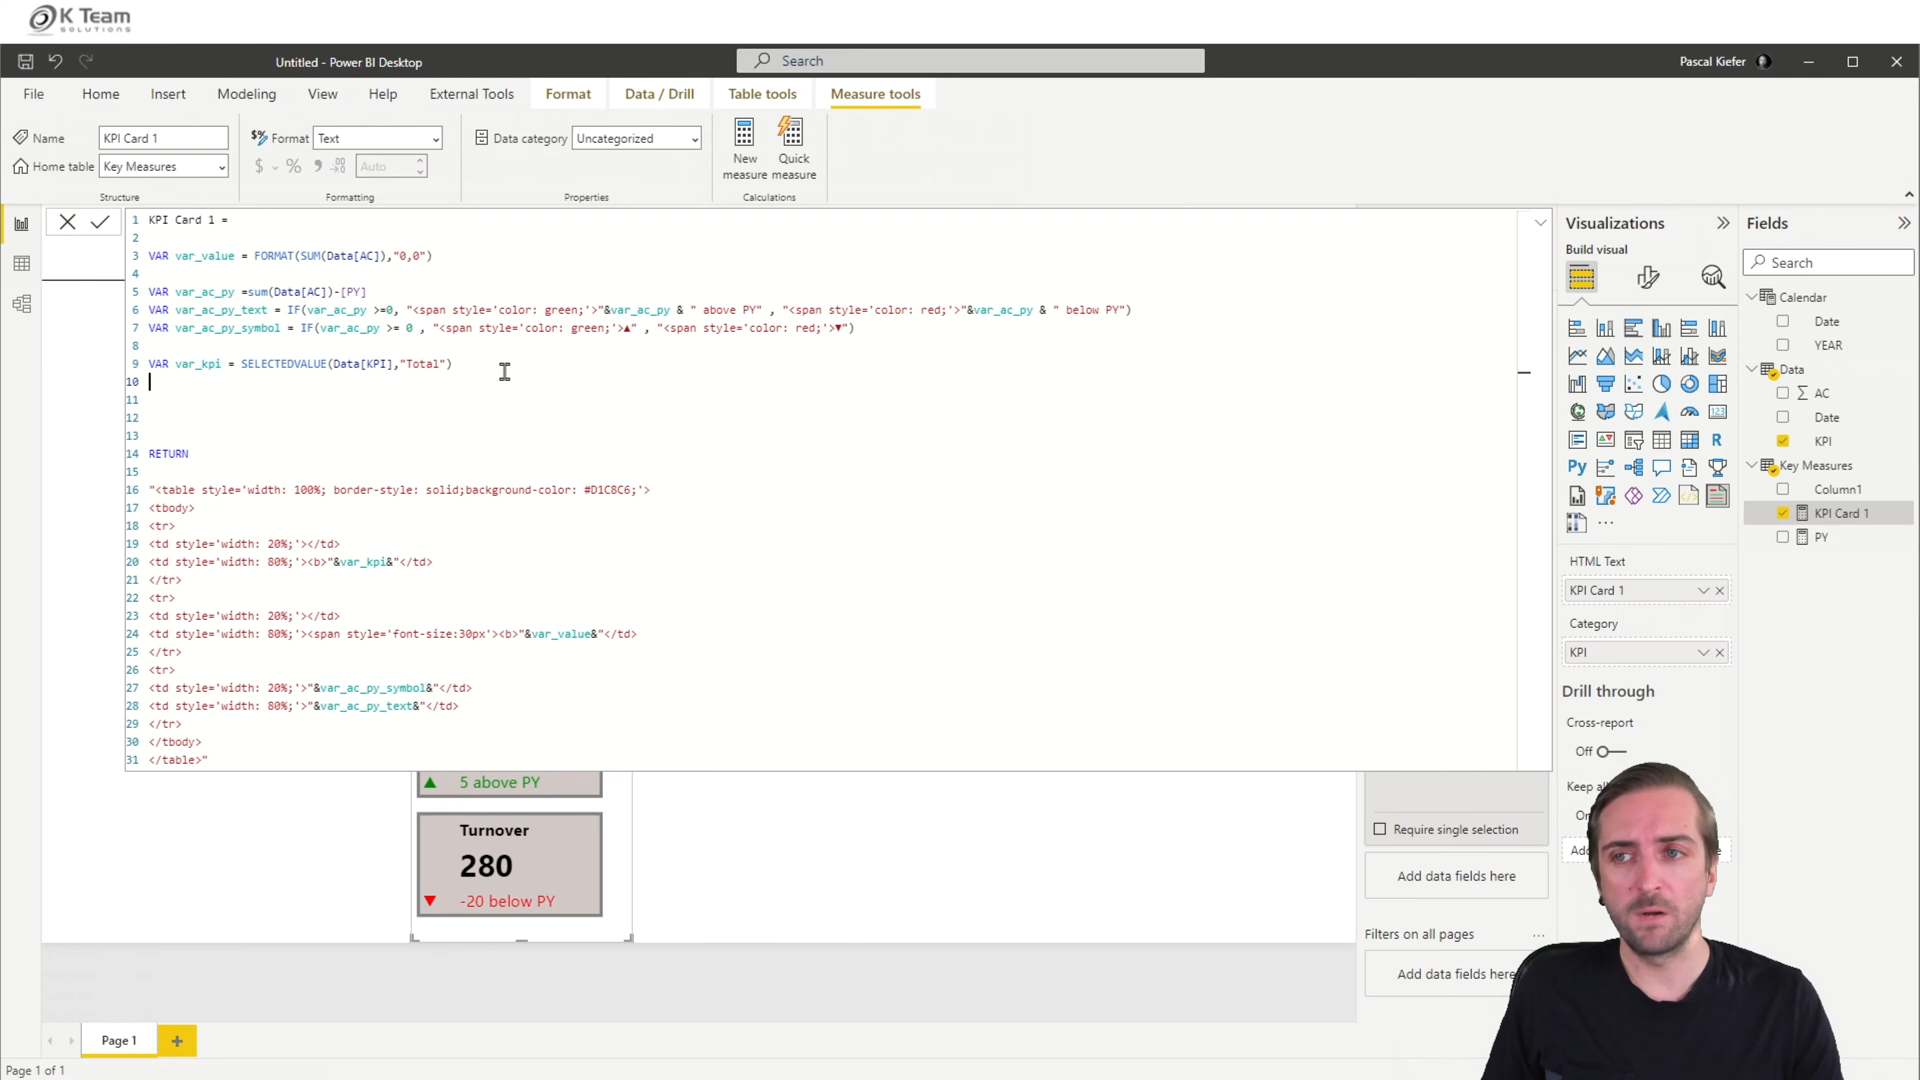 K Team
SOLUTIONS
Untitled - Power BI Desktop
Search
Pascal Kiefer
File
Home
Insert
Modeling
View
Help
External Tools
Format
Data / Drill
Table tools
Measure tools
Name
KPI Card 1
Format
Text
Data category
Uncategorized
Home table
Key Measures
$ % 9
Auto
New
measure
Quick
measure
Structure
Formatting
Properties
Calculations
1 KPI Card 1 =
2
3 VAR var_value = FORMAT(SUM(Data[AC]),"0,0")
4
5 VAR var_ac_py =sum(Data[AC])-[PY]
6 VAR var_ac_py_text = IF(var_ac_py >=0, "<span style='color: green;'>"&var_ac_py & " above PY" , "<span style='color: red;'>"&var_ac_py & " below PY")
7 VAR var_ac_py_symbol = IF(var_ac_py >= 0 , "<span style='color: green;'>▲" , "<span style='color: red;'>▼")
8
9 VAR var_kpi = SELECTEDVALUE(Data[KPI],"Total")
10
11
12
13
14 RETURN
15
16 "<table style='width: 100%; border-style: solid;background-color: #D1C8C6;'>
17 <tbody>
18 <tr>
19 <td style='width: 20%;'></td>
20 <td style='width: 80%;'><b>"&var_kpi&"</td>
21 </tr>
22 <tr>
23 <td style='width: 20%;'></td>
24 <td style='width: 80%;'><span style='font-size:30px'><b>"&var_value&"</td>
25 </tr>
26 <tr>
27 <td style='width: 20%;'>"&var_ac_py_symbol&"</td>
28 <td style='width: 80%;'>"&var_ac_py_text&"</td>
29 </tr>
30 </tbody>
31 </table>"
▲ 5 above PY
Turnover
280
▼ -20 below PY
Require single selection
Add data fields here
Filters on all pages
Add data fields here
Visualizations
Build visual
123
R
Py
HTML Text
KPI Card 1
Category
KPI
Drill through
Cross-report
Off
Keep
Fields
Search
Calendar
Date
YEAR
Data
∑ AC
Date
KPI
Key Measures
Column1
KPI Card 1
PY
Page 1
Page 1 of 1